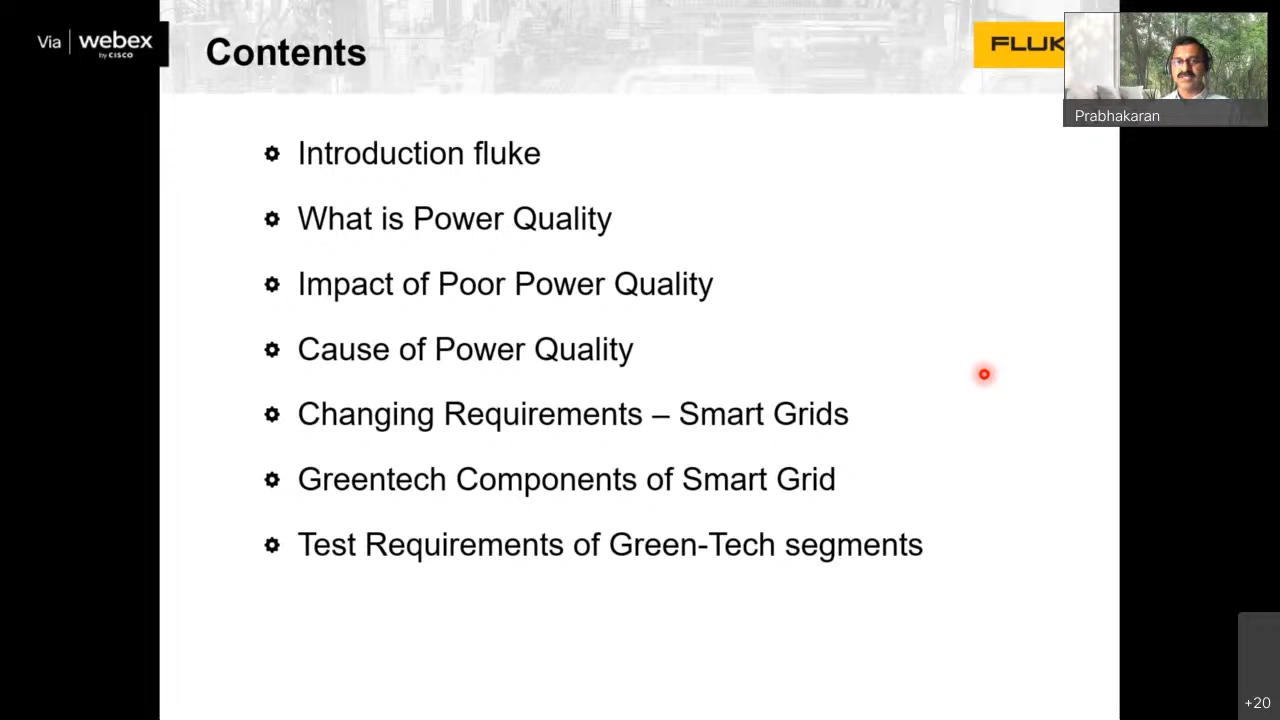 Via webex
by CISCO
Contents
FLUK
Prabhakaran
Introduction fluke
What is Power Quality
Impact of Poor Power Quality
Cause of Power Quality
Changing Requirements – Smart Grids
Greentech Components of Smart Grid
Test Requirements of Green-Tech segments
+20